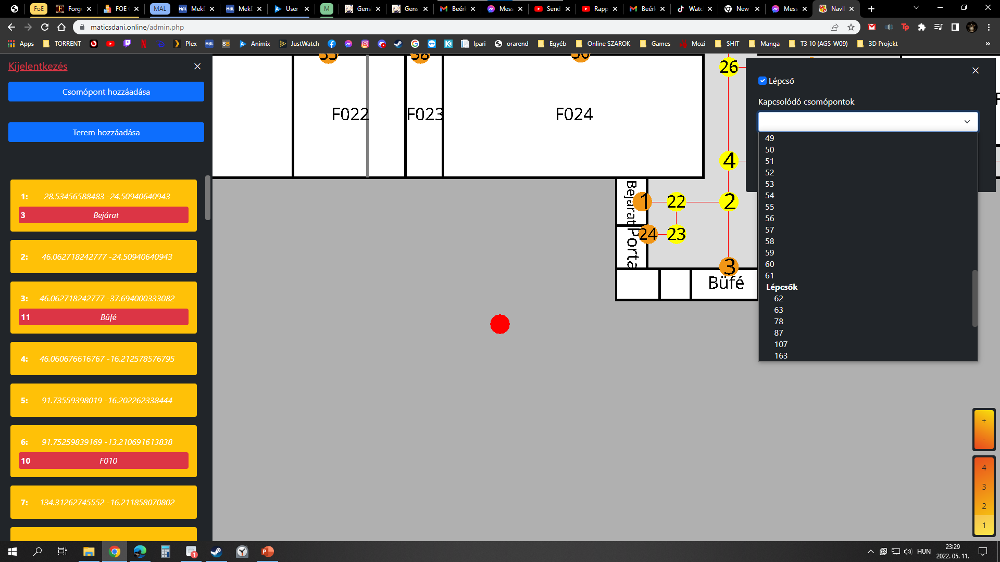 FoE
Forg
FOE
MAL
MekI
MekI
User
M
Gens
Gens
Beér
Mess
Send
Rapp
Beér
Watc
New
Mess
NavI
maticsdani.online/admin.php
Apps
TORRENT
Plex
Animix
JustWatch
Ipari
orarend
Egyéb
Online SZAROK
Games
Mozi
SHIT
Manga
T3 10 (AGS-W09)
3D Projekt
»
Kijelentkezés
Csomópont hozzáadása
Terem hozzáadása
1: 28.53456588483 -24.50940640943
3 Bejárat
2: 46.062718242777 -24.50940640943
3: 46.062718242777 -37.694000333082
11 Büfé
4: 46.060676616767 -16.212578576795
5: 91.73559398019 -16.202262338444
6: 91.75259839169 -13.210691613838
10 F010
7: 134.31262745552 -16.211858070802
F022
F023
F024
26
4
Bejárat
1
22
2
Porta
24
23
3
Büfé
Lépcső
Kapcsolódó csomópontok
49
50
51
52
53
54
55
56
57
58
59
60
61
Lépcsők
62
63
78
87
107
163
+
-
4
3
2
1
HUN
23:29
2022. 05. 11.